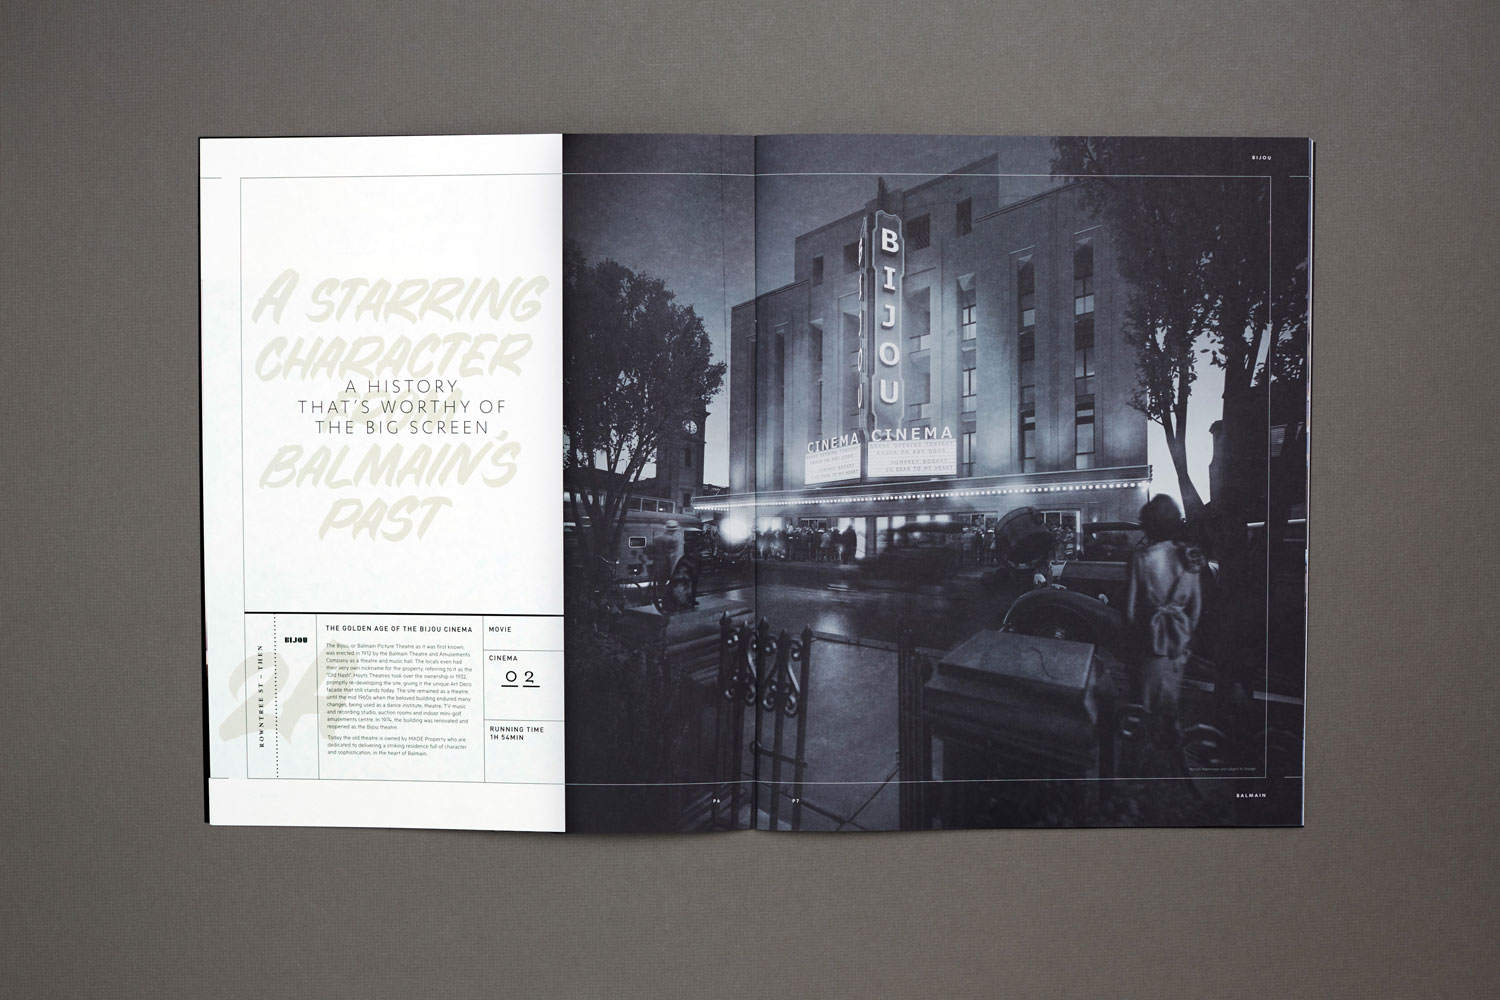 BIJOU
A STARRING
CHARACTER
FROM
BALMAIN'S
PAST
A HISTORY
THAT'S WORTHY OF
THE BIG SCREEN
BIJOU
CINEMA CINEMA
HUMPHREY BOGART
ROWNTREE ST – THEN
BIJOU
THE GOLDEN AGE OF THE BIJOU CINEMA
The Bijou, or Balmain Picture Theatre as it was first known,
was erected in 1912 by the Balmain Theatre and Amusements
Company as a theatre and music hall. The locals even had
their very own nickname for the property, referring to it as the
"Old Nash". Hoyts Theatres took over the ownership in 1932,
promptly re-developing the site, giving it the unique Art Deco
facade that still stands today. The site remained as a theatre
until the mid 1960s when the beloved building endured many
changes, being used as a dance institute, theatre, TV music
and recording studio, auction rooms and indoor mini-golf
amusements centre. In 1974, the building was renovated and
reopened as the Bijou theatre.
Today the old theatre is owned by MADE Property who are
dedicated to delivering a striking residence full of character
and sophistication, in the heart of Balmain.
MOVIE
CINEMA
02
RUNNING TIME
1H 54MIN
P6
P7
BALMAIN